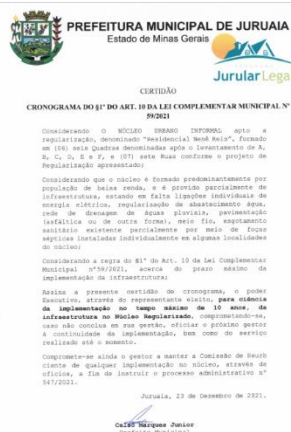 PREFEITURA MUNICIPAL DE JURUAIA
Estado de Minas Gerais
Jurular Legal
CERTIDÃO
CRONOGRAMA DO §1º DO ART. 10 DA LEI COMPLEMENTAR MUNICIPAL Nº
59/2021
Considerando O NÚCLEO URBANO INFORMAL apto a
regularização, denominado "Residencial Nenê Reis", formado
em (06) seis Quadras denominadas após o levantamento de A,
B, C, D, E e F, e (07) sete Ruas conforme o projeto de
Regularização apresentado;
Considerando que o núcleo é formado predominantemente por
população de baixa renda, e é provido parcialmente de
infraestrutura, estando em falta ligações individuais de
energia elétrica, regularização de abastecimento água,
rede de drenagem de águas pluviais, pavimentação
(asfáltica ou de outra forma), meio fio, esgotamento
sanitário existente parcialmente por meio de fossas
sépticas instaladas individualmente em algumas localidades
do núcleo;
Considerando a regra do §1º do Art. 10 da Lei Complementar
Municipal nº59/2021, acerca do prazo máximo da
implementação da infraestrutura;
Assina a presente certidão de cronograma, o poder
Executivo, através do representante eleito, para ciência
da implementação no tempo máximo de 10 anos, da
infraestrutura no Núcleo Regularizado, comprometendo-se,
caso não conclua em sua gestão, oficiar o próximo gestor
à continuidade da implementação, bem como do serviço
realizado até o momento.
Compromete-se ainda o gestor a manter a Comissão de Reurb
ciente de qualquer implementação no núcleo, através de
ofícios, a fim de instruir o processo administrativo nº
547/2021.
Juruaia, 23 de Dezembro de 2021.
Celso Marques Junior
Prefeito Municipal